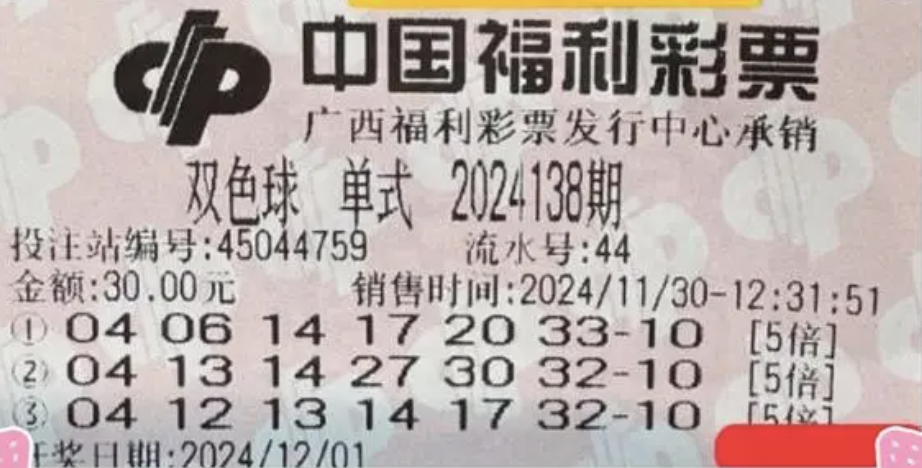 中国福利彩票
广西福利彩票发行中心承销
双色球 单式 2024138期
投注站编号:45044759 流水号:44
金额:30.00元 销售时间:2024/11/30-12:31:51
① 04 06 14 17 20 33-10 [5倍]
② 04 13 14 27 30 32-10 [5倍]
③ 04 12 13 14 17 32-10 [5倍]
开奖日期:2024/12/01